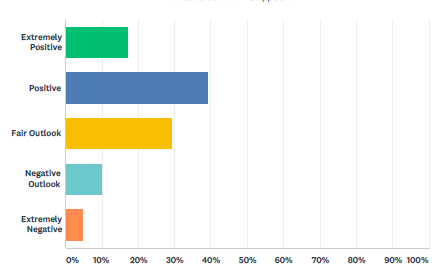 Extremely
Positive
Positive
Fair Outlook
Negative
Outlook
Extremely
Negative
0% 10% 20% 30% 40% 50% 60% 70% 80% 90% 100%